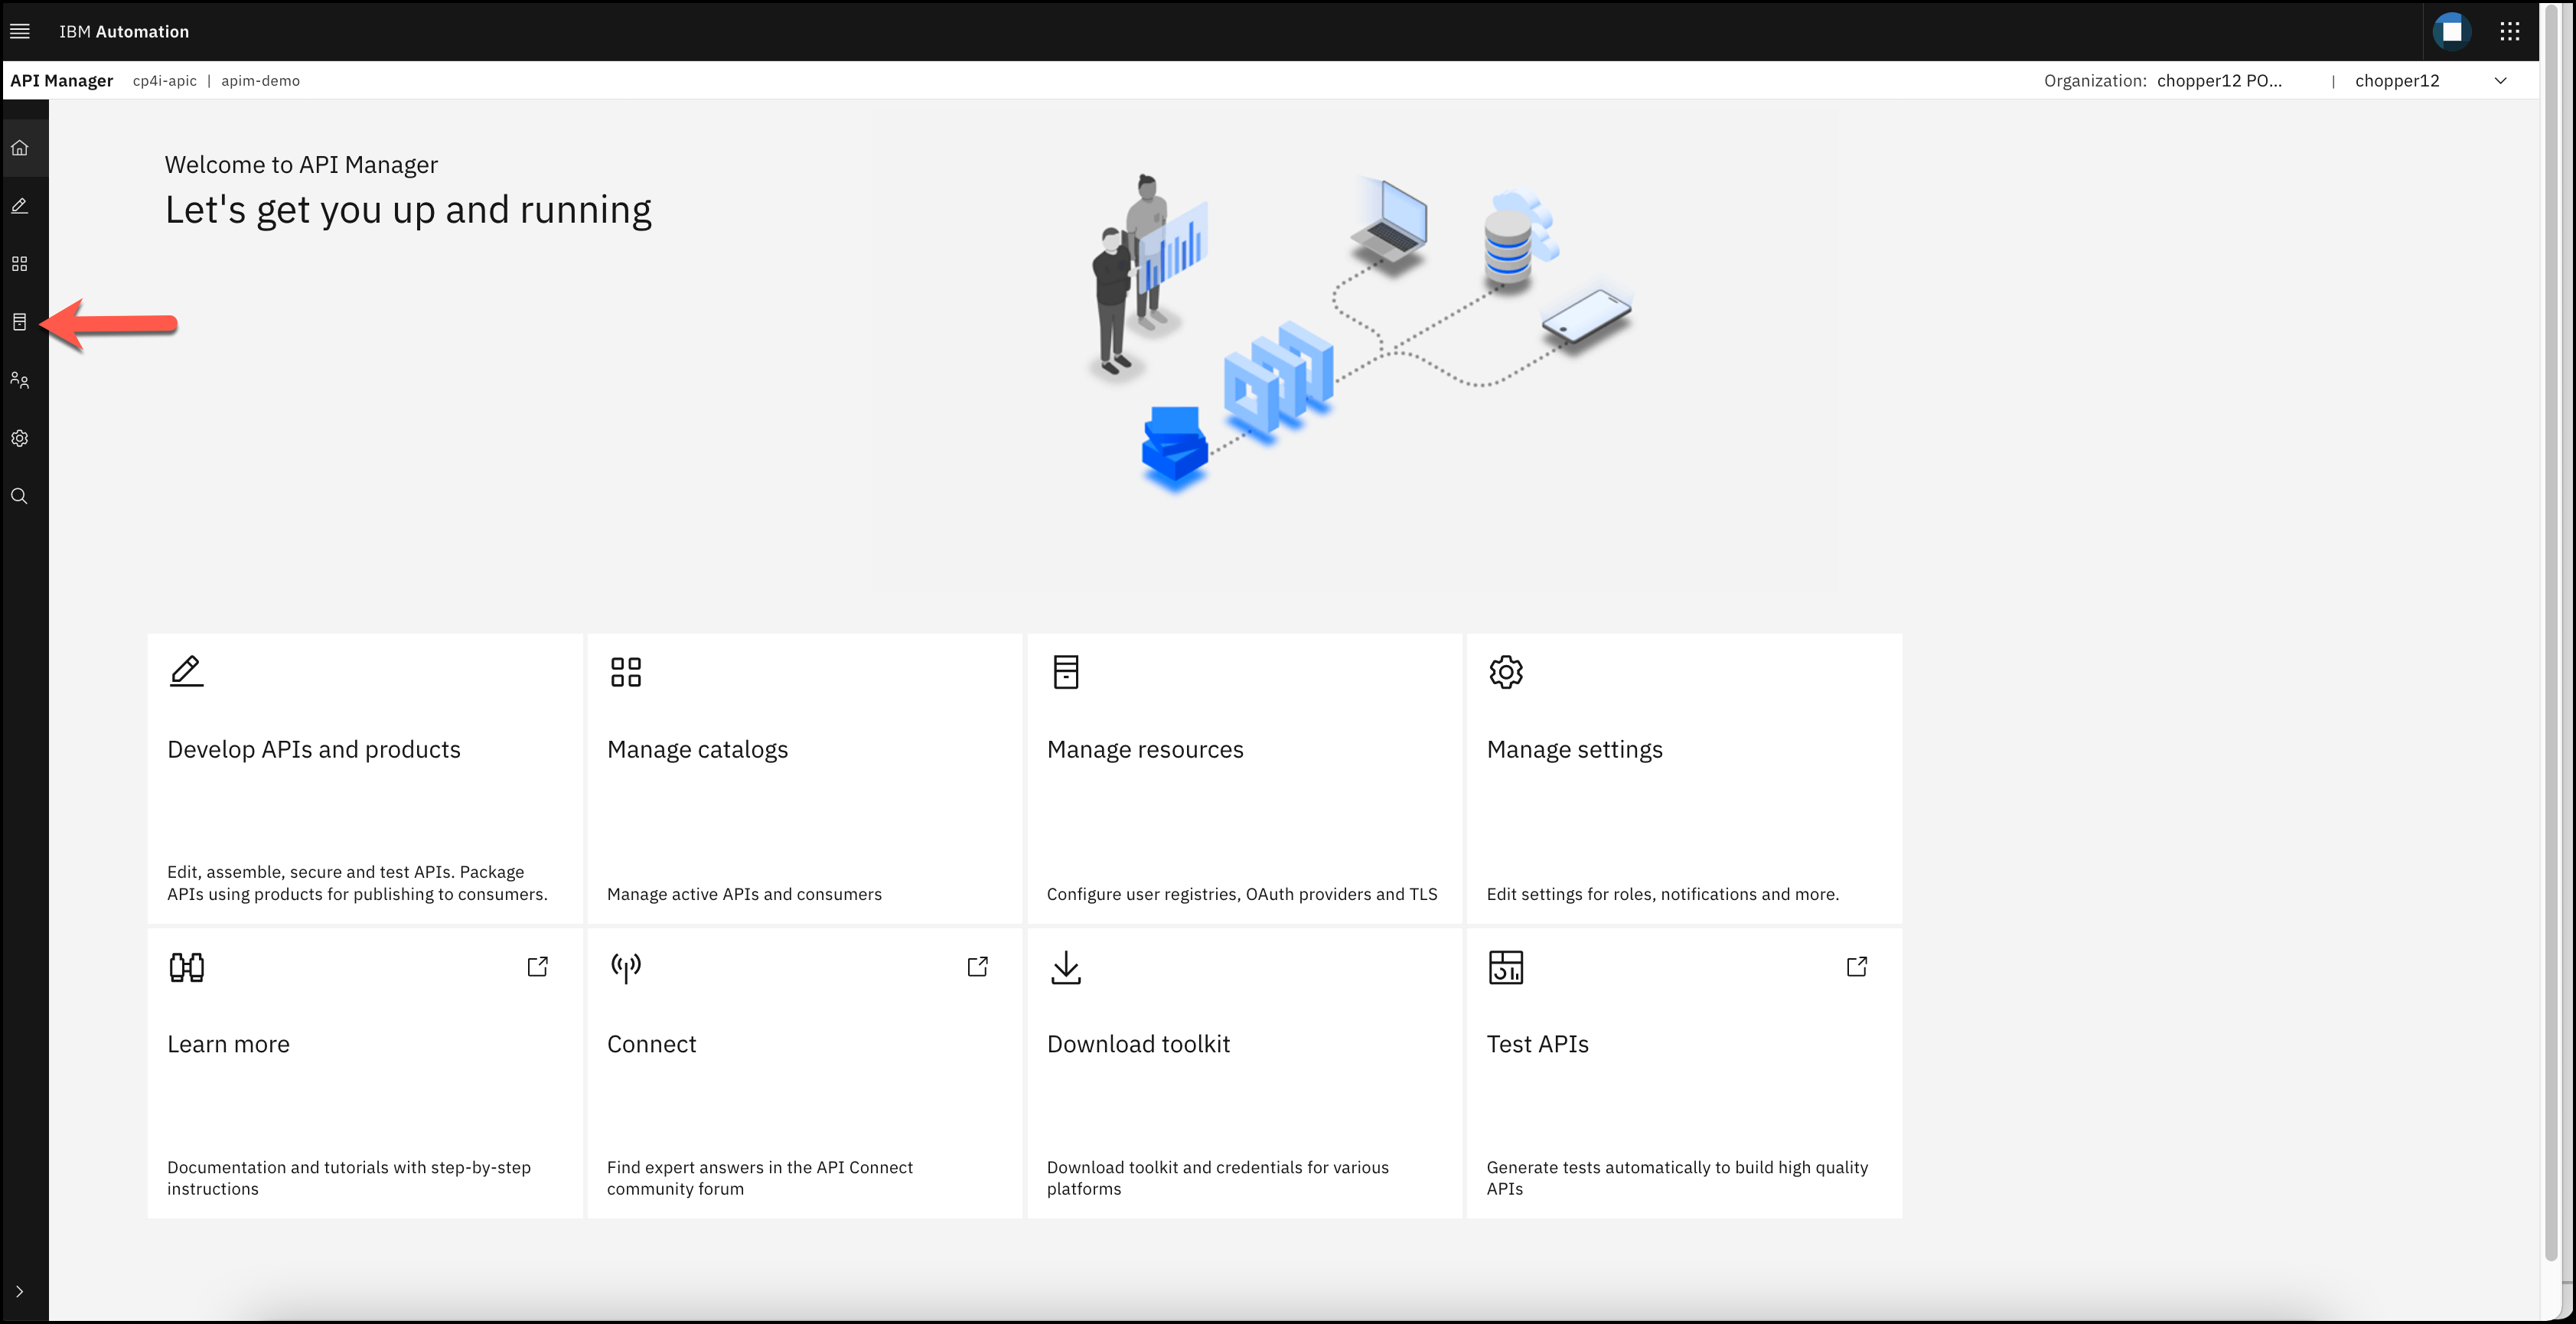 IBM Automation
API Manager cp4i-apic | apim-demo Organization: chopper12 PO... | chopper12
Welcome to API Manager
Let's get you up and running
Develop APIs and products
Edit, assemble, secure and test APIs. Package
APIs using products for publishing to consumers.
Manage catalogs
Manage active APIs and consumers
Manage resources
Configure user registries, OAuth providers and TLS
Manage settings
Edit settings for roles, notifications and more.
Learn more
Documentation and tutorials with step-by-step
instructions
Connect
Find expert answers in the API Connect
community forum
Download toolkit
Download toolkit and credentials for various
platforms
Test APIs
Generate tests automatically to build high quality
APIs